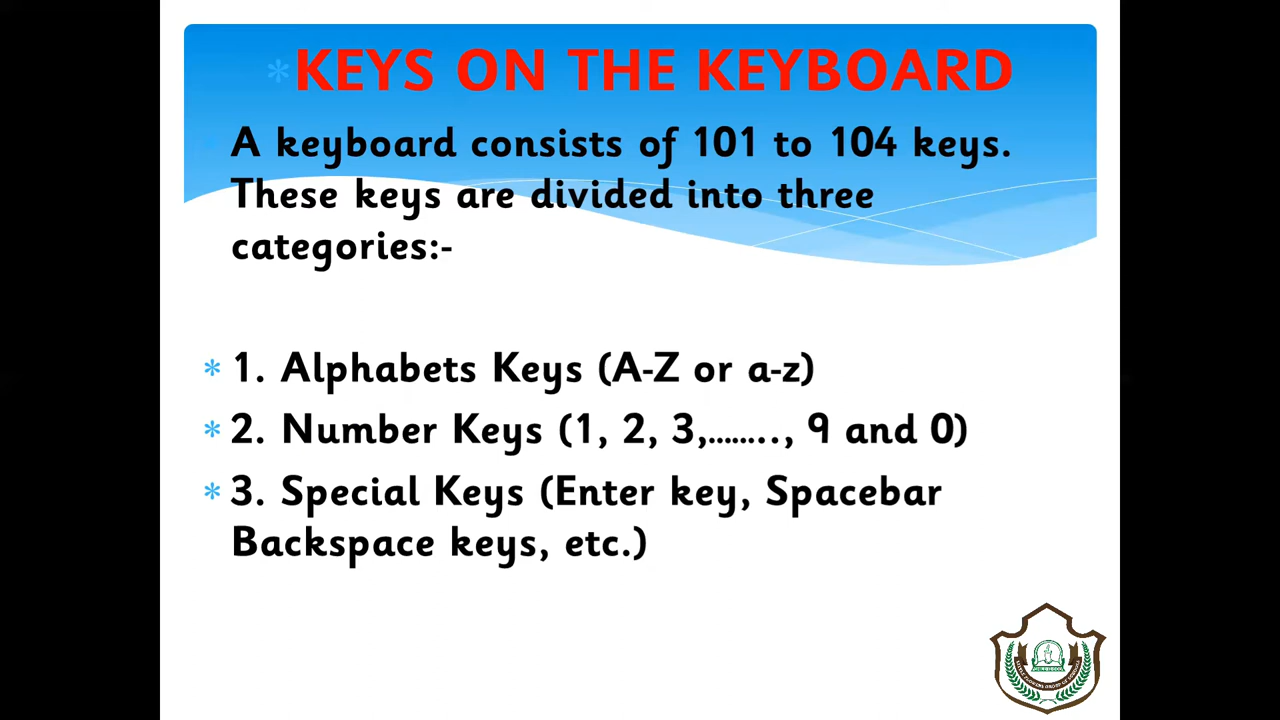 *KEYS ON THE KEYBOARD
A keyboard consists of 101 to 104 keys.
These keys are divided into three
categories:-
* 1. Alphabets Keys (A-Z or a-z)
* 2. Number Keys (1, 2, 3,…….., 9 and 0)
* 3. Special Keys (Enter key, Spacebar
Backspace keys, etc.)